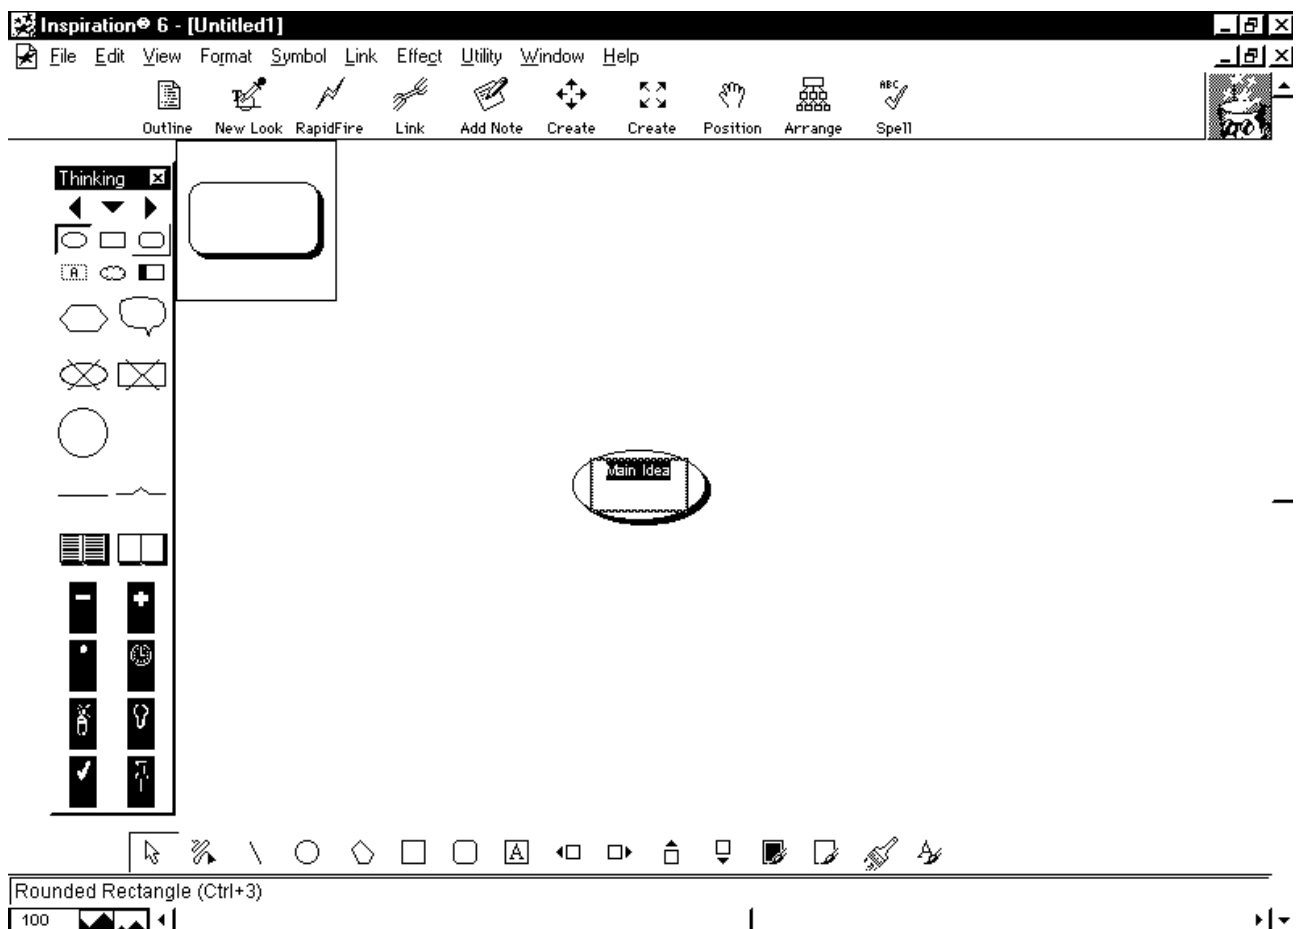 Inspiration® 6 - [Untitled1]
File Edit View Format Symbol Link Effect Utility Window Help
ABC
Outline New Look RapidFire Link Add Note Create Create Position Arrange Spell
Thinking
A
Main Idea
A
Rounded Rectangle (Ctrl+3)
100